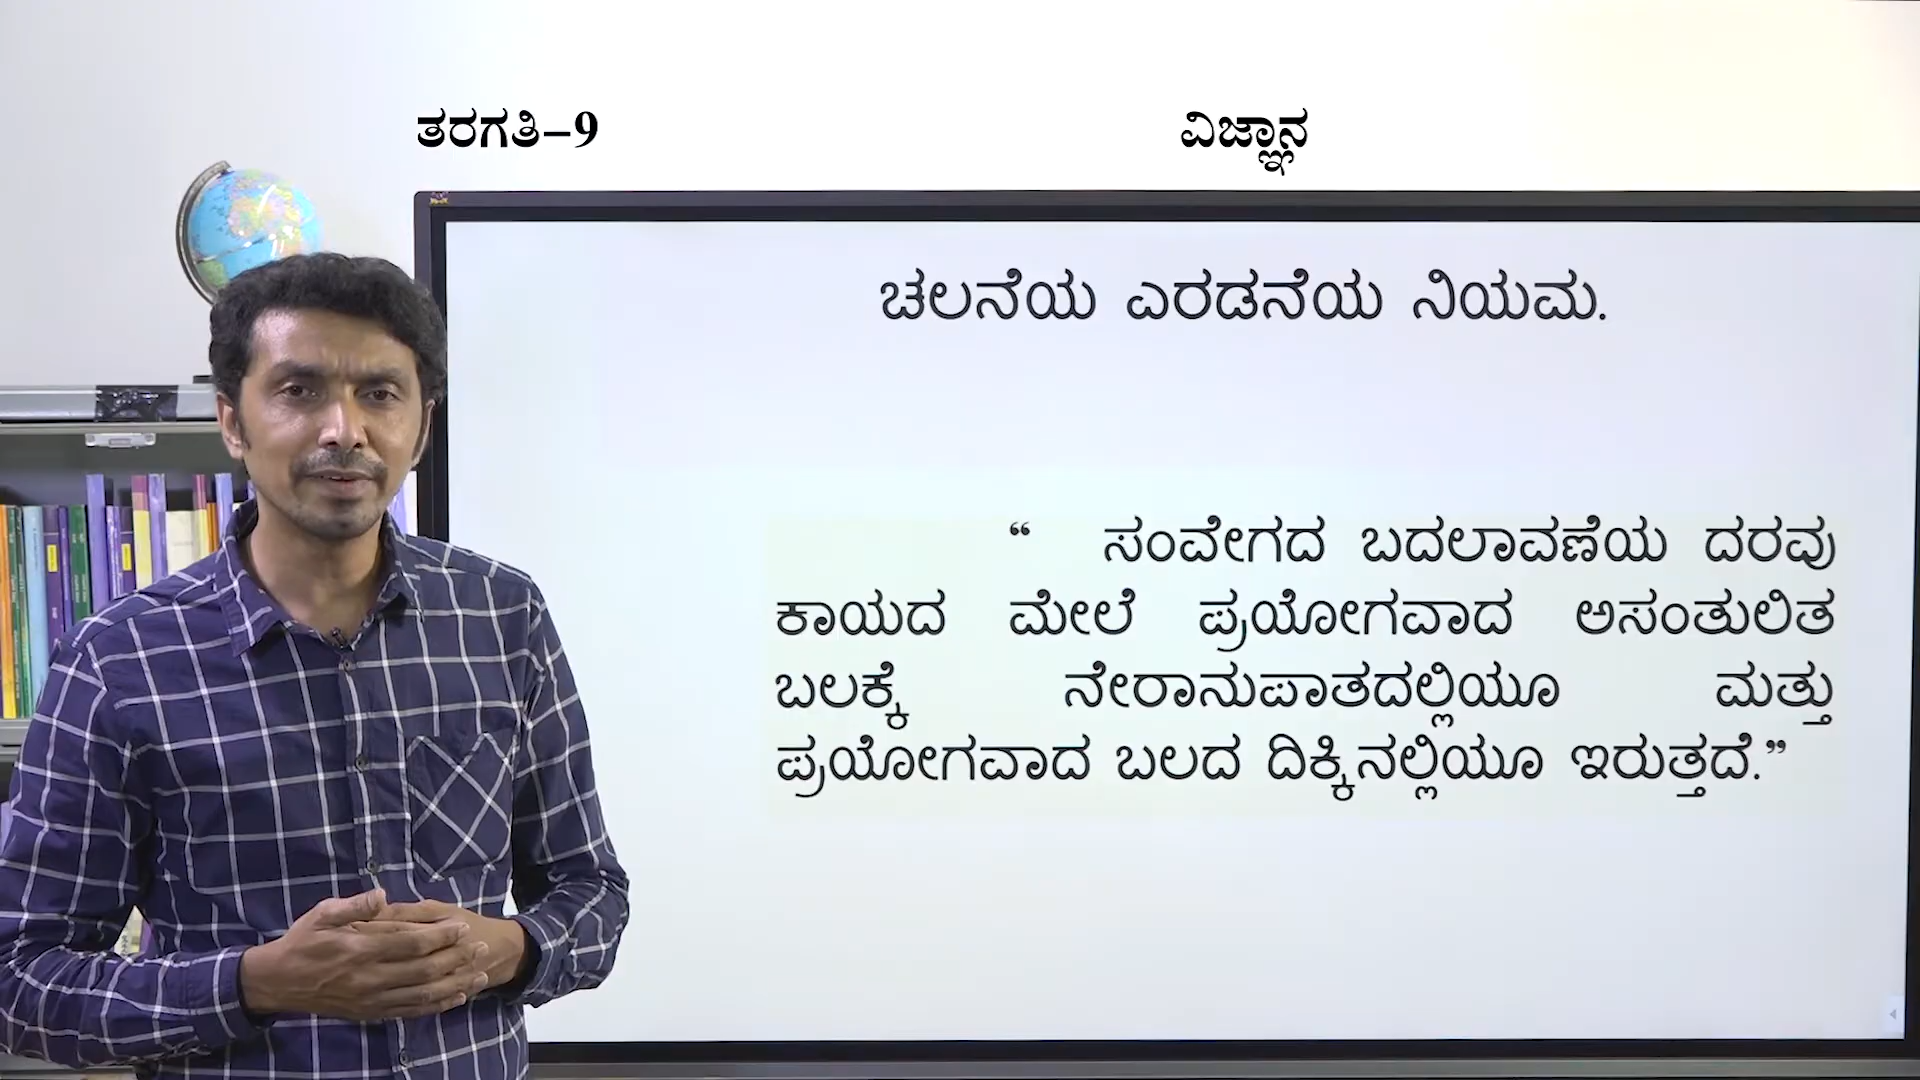 ತರಗತಿ–9
ವಿಜ್ಞಾನ
ಚಲನೆಯ ಎರಡನೆಯ ನಿಯಮ.
“ ಸಂವೇಗದ ಬದಲಾವಣೆಯ ದರವು
ಕಾಯದ ಮೇಲೆ ಪ್ರಯೋಗವಾದ ಅಸಂತುಲಿತ
ಬಲಕ್ಕೆ ನೇರಾನುಪಾತದಲ್ಲಿಯೂ ಮತ್ತು
ಪ್ರಯೋಗವಾದ ಬಲದ ದಿಕ್ಕಿನಲ್ಲಿಯೂ ಇರುತ್ತದೆ.”